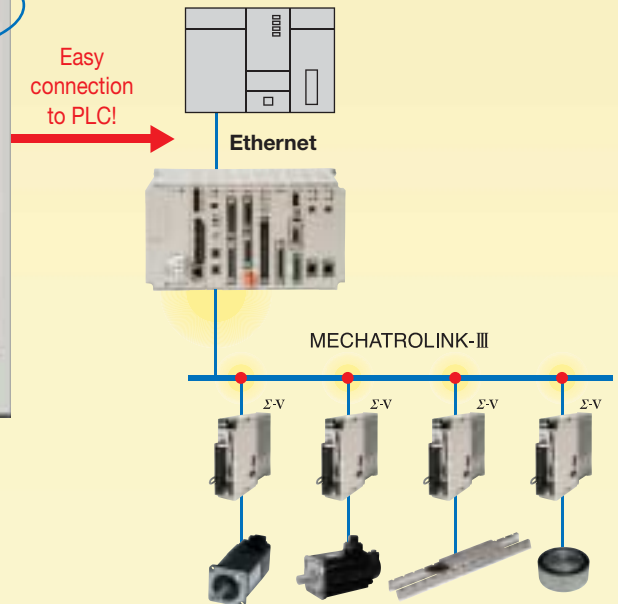 Easy
connection
to PLC!
Ethernet
MECHATROLINK-Ⅲ
Σ-V
Σ-V
Σ-V
Σ-V